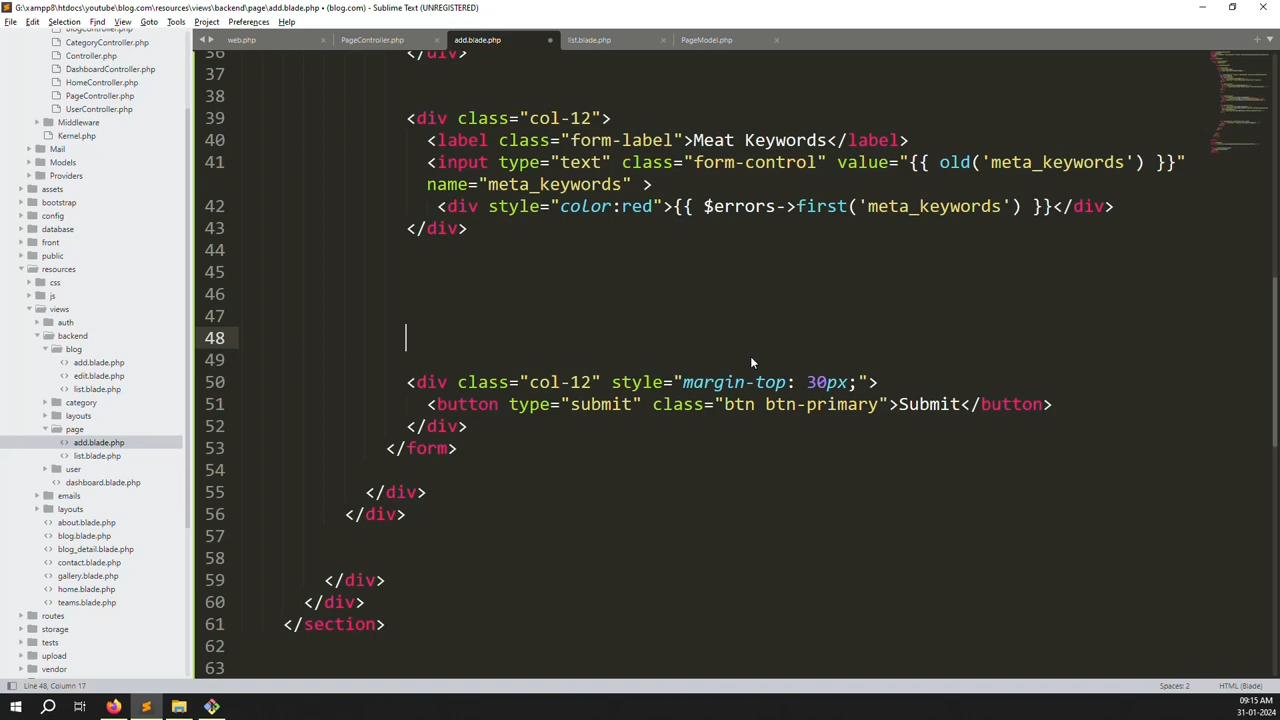 G:\xampp8\htdocs\youtube\blog.com\resources\views\backend\page\add.blade.php (blog.com) - Sublime Text (UNREGISTERED)
File Edit Selection Find View Goto Tools Project Preferences Help
web.php PageController.php add.blade.php list.blade.php PageModel.php
BlogController.php
CategoryController.php
Controller.php
DashboardController.php
HomeController.php
PageController.php
UserController.php
Middleware
Kernel.php
Mail
Models
Providers
assets
bootstrap
config
database
front
public
resources
css
js
views
auth
backend
blog
add.blade.php
edit.blade.php
list.blade.php
category
layouts
page
add.blade.php
list.blade.php
user
dashboard.blade.php
emails
layouts
about.blade.php
blog.blade.php
blog_detail.blade.php
contact.blade.php
gallery.blade.php
home.blade.php
teams.blade.php
routes
storage
tests
upload
vendor
36 </div>
37
38
39 <div class="col-12">
40 <label class="form-label">Meat Keywords</label>
41 <input type="text" class="form-control" value="{{ old('meta_keywords') }}"
name="meta_keywords" >
42 <div style="color:red">{{ $errors->first('meta_keywords') }}</div>
43 </div>
44
45
46
47
48
49
50 <div class="col-12" style="margin-top: 30px;">
51 <button type="submit" class="btn btn-primary">Submit</button>
52 </div>
53 </form>
54
55 </div>
56 </div>
57
58
59 </div>
60 </div>
61 </section>
62
63
Line 48, Column 17 Spaces: 2 HTML (Blade)
09:15 AM
31-01-2024